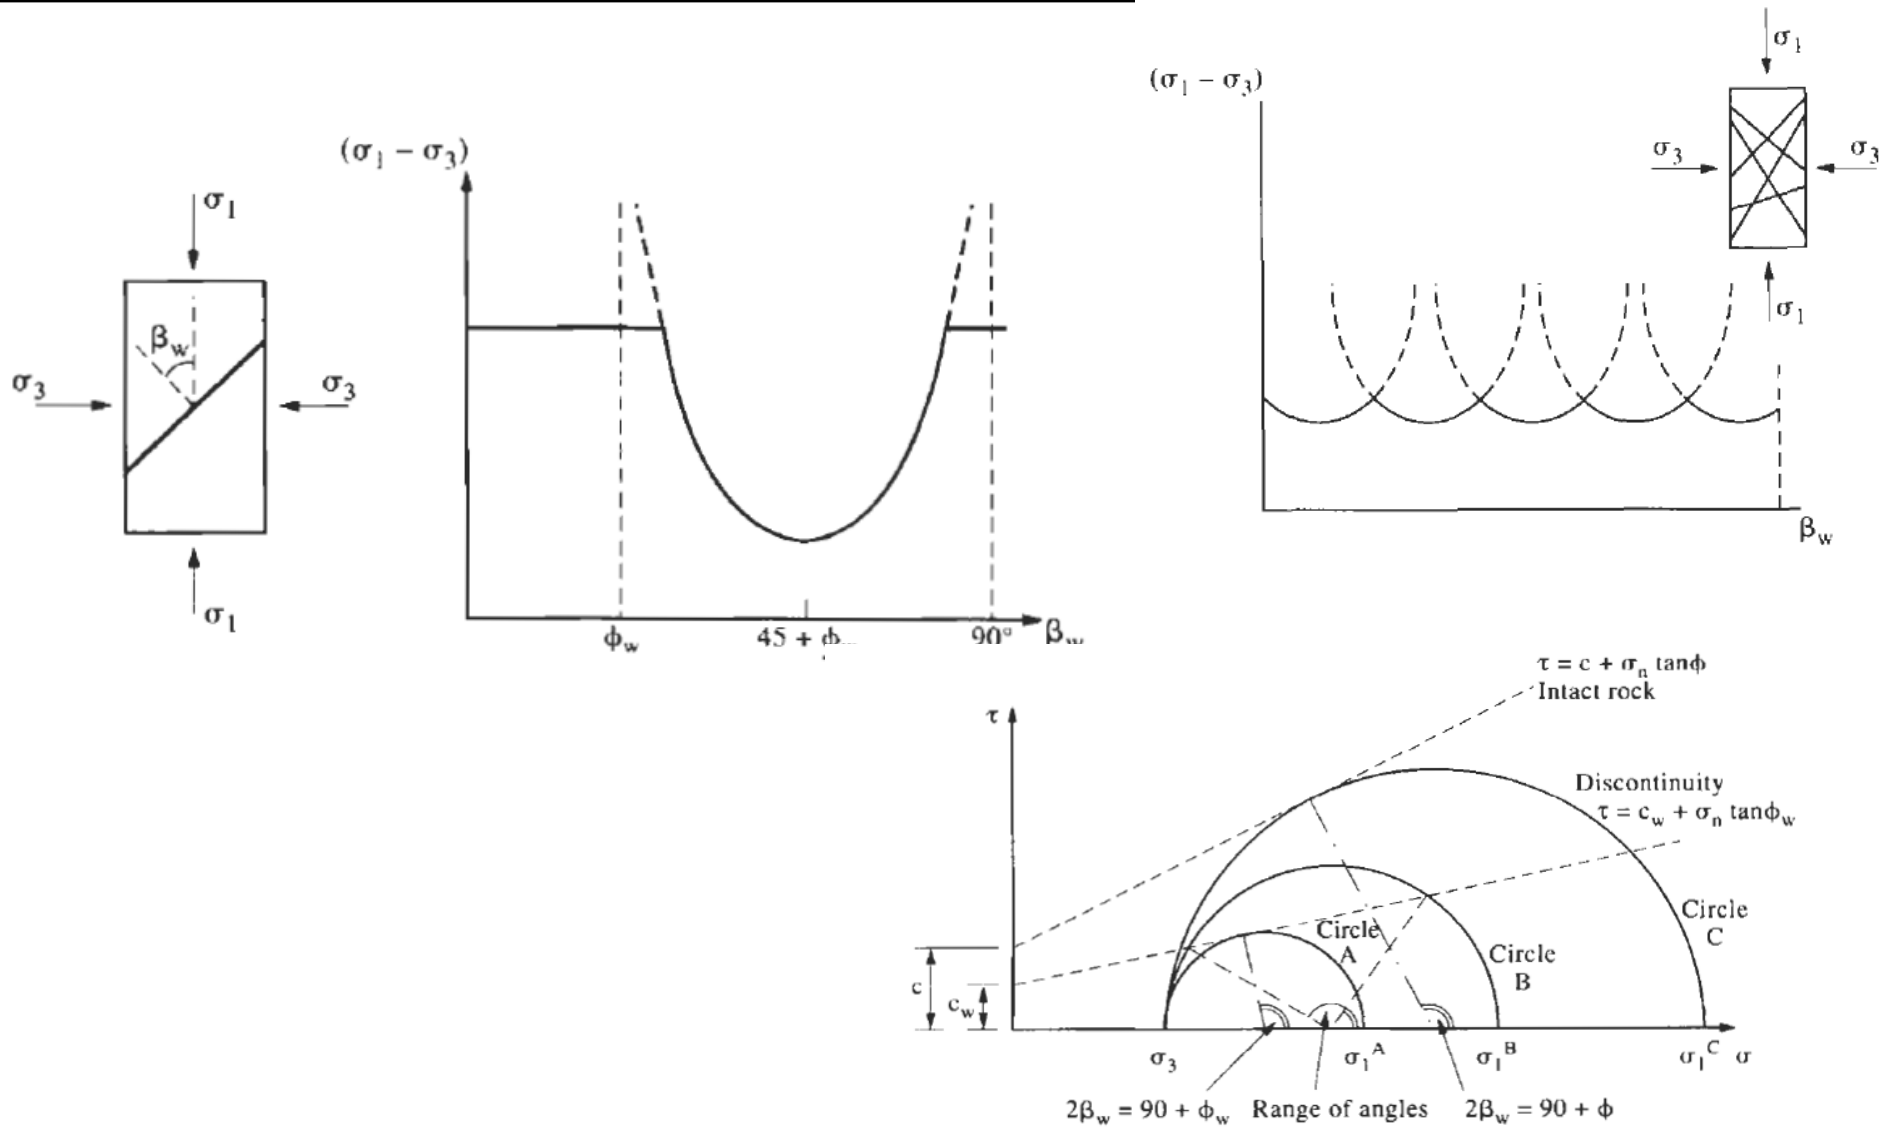 σ₁
βw
σ₃
σ₃
σ₁
(σ₁ − σ₃)
φw
45 + φ
90°
βw
(σ₁ − σ₃)
σ₁
σ₃
σ₃
σ₁
βw
τ = c + σn tanφ
Intact rock
τ
Discontinuity
τ = cw + σn tanφw
Circle
A
Circle
B
Circle
C
c
cw
σ₃
σ₁A
σ₁B
σ₁C
σ
2βw = 90 + φw
Range of angles
2βw = 90 + φ